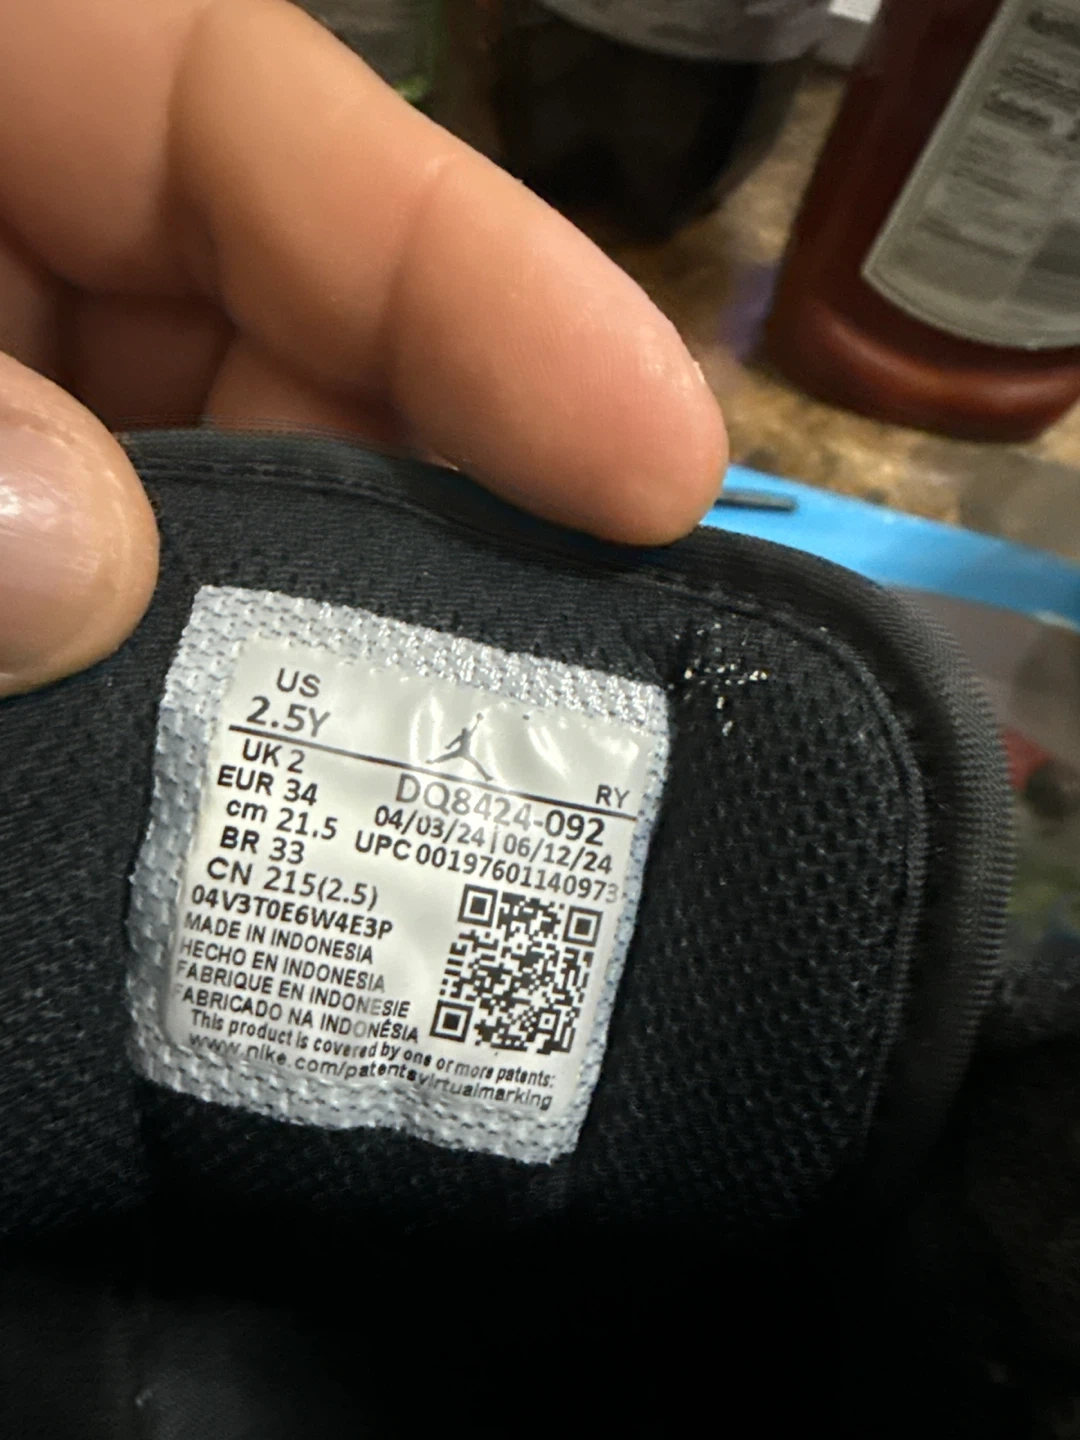 US
2.5Y
UK 2
EUR 34
cm 21.5
BR 33
CN 215(2.5)
04V3T0E6W4E3P
RY
DQ8424-092
04/03/24 | 06/12/24
UPC 00197601140973
MADE IN INDONESIA
HECHO EN INDONESIA
FABRIQUE EN INDONESIE
FABRICADO NA INDONÉSIA
This product is covered by one or more patents:
www.nike.com/patentsvirtualmarking